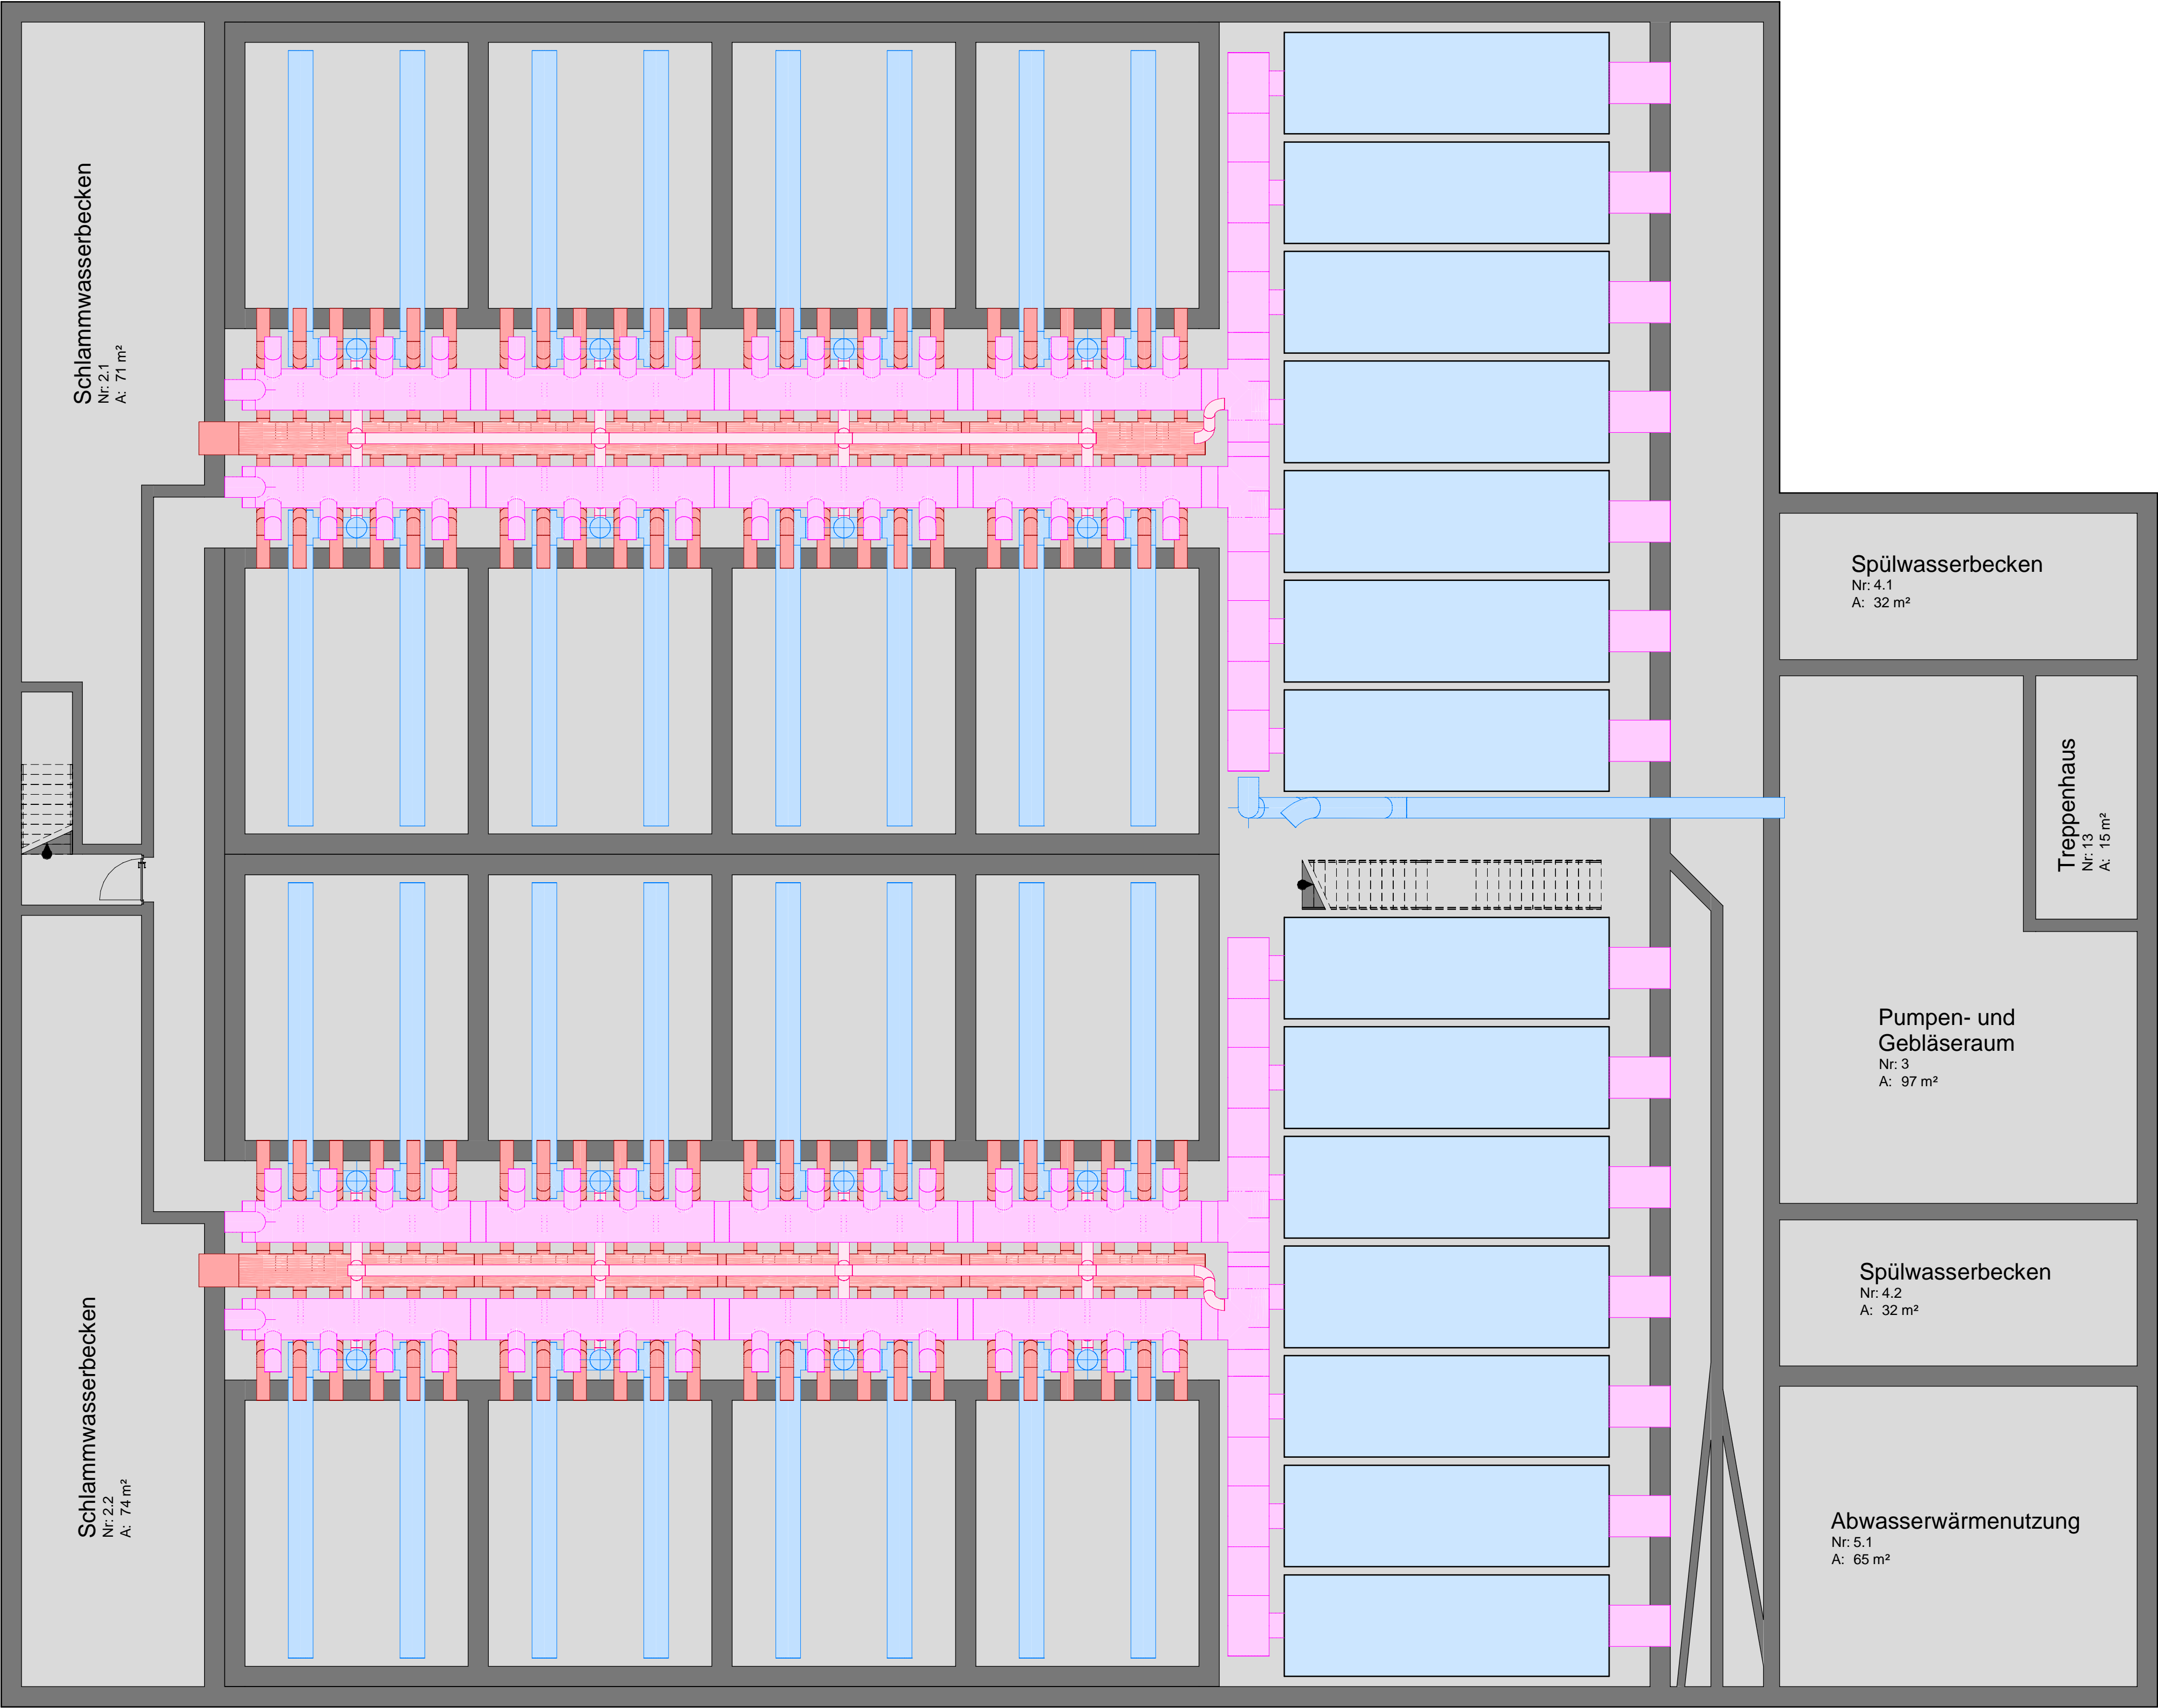 Schlammwasserbecken
Nr: 2.1
A: 71 m²
Spülwasserbecken
Nr: 4.1
A: 32 m²
Treppenhaus
Nr: 13
A: 15 m²
Pumpen- und
Gebläseraum
Nr: 3
A: 97 m²
Schlammwasserbecken
Nr: 2.2
A: 74 m²
Spülwasserbecken
Nr: 4.2
A: 32 m²
Abwasserwärmenutzung
Nr: 5.1
A: 65 m²